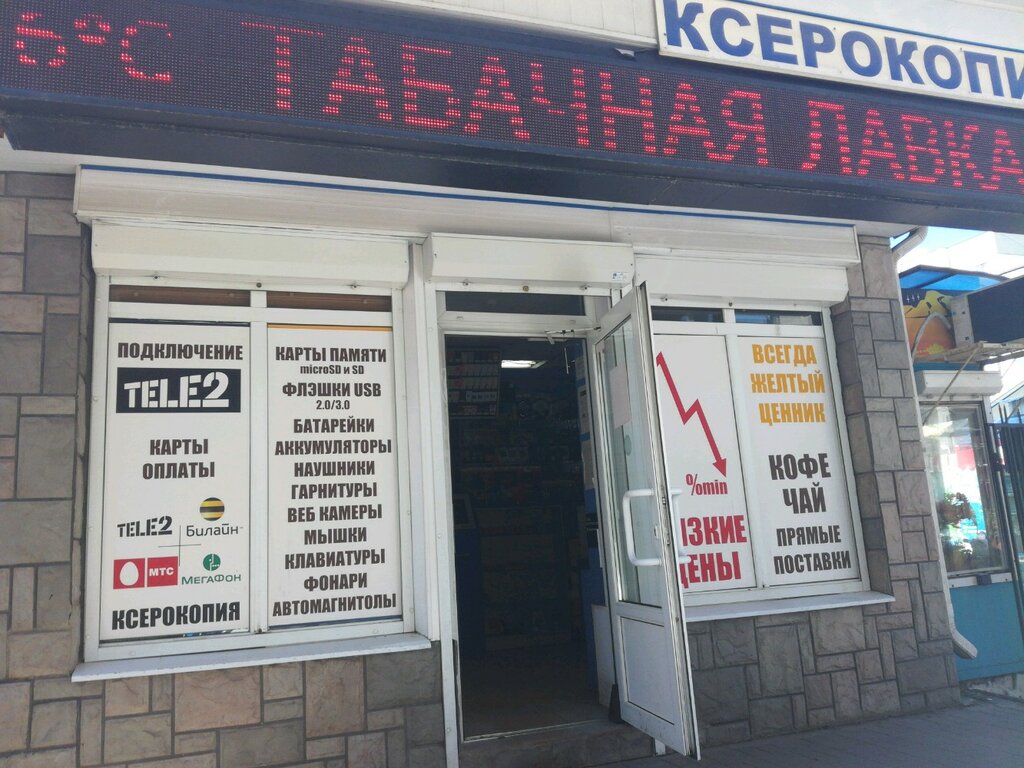 КСЕРОКОПИ
6°C ТАБАЧНАЯ ЛАВКА
ПОДКЛЮЧЕНИЕ
TELE2
КАРТЫ
ОПЛАТЫ
TELE2 Билайн
МТС МЕГАФОН
КСЕРОКОПИЯ
КАРТЫ ПАМЯТИ
microSD и SD
ФЛЭШКИ USB
2.0/3.0
БАТАРЕЙКИ
АККУМУЛЯТОРЫ
НАУШНИКИ
ГАРНИТУРЫ
ВЕБ КАМЕРЫ
МЫШКИ
КЛАВИАТУРЫ
ФОНАРИ
АВТОМАГНИТОЛЫ
%min
ИЗКИЕ
ЦЕНЫ
ВСЕГДА
ЖЕЛТЫЙ
ЦЕННИК
КОФЕ
ЧАЙ
ПРЯМЫЕ
ПОСТАВКИ